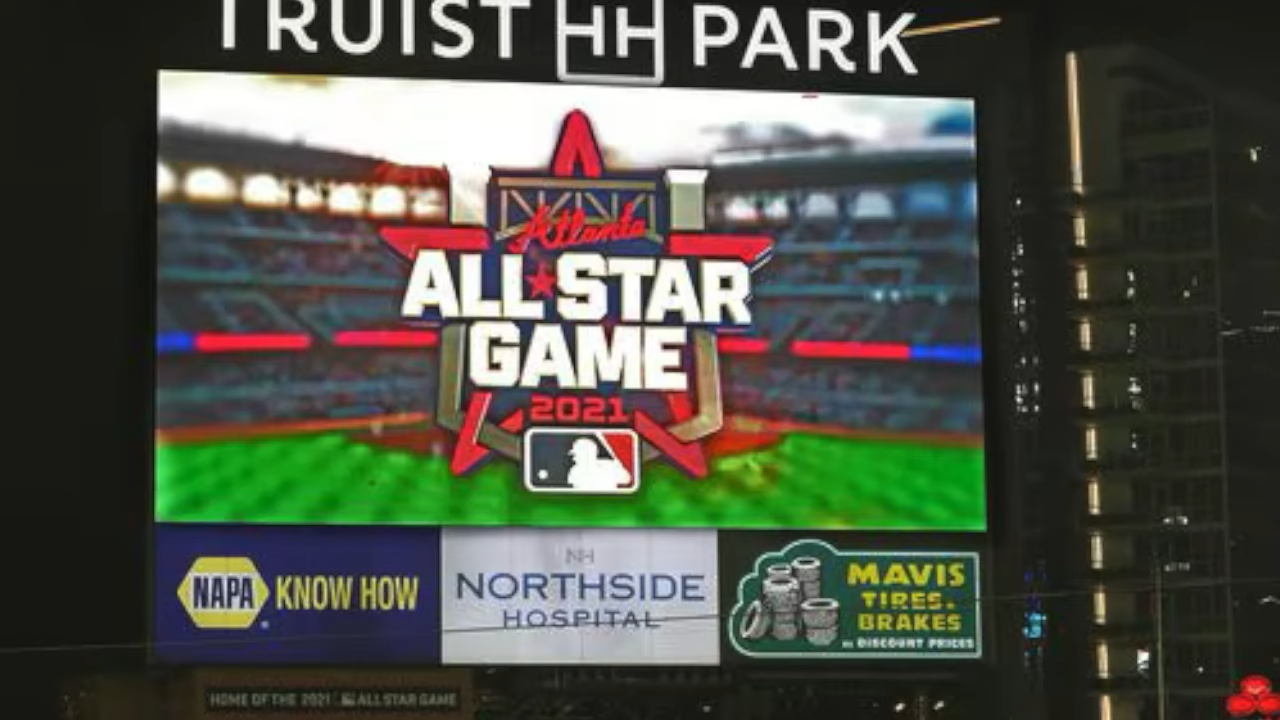 TRUIST PARK
Atlanta
ALL STAR
GAME
2021
NAPA KNOW HOW
NH
NORTHSIDE
HOSPITAL
MAVIS
TIRES &
BRAKES
AT DISCOUNT PRICES
HOME OF THE 2021 ALL STAR GAME